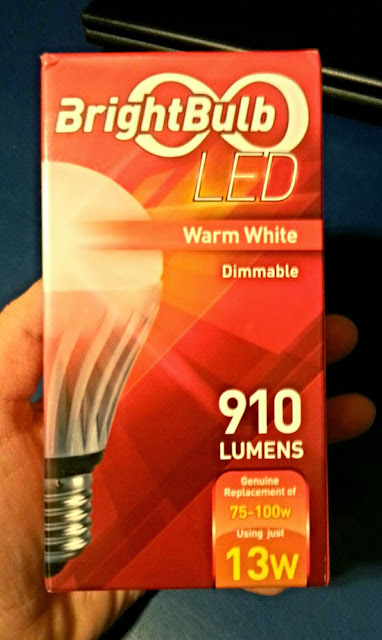 BrightBulb
LED
Warm White
Dimmable
910
LUMENS
Genuine
Replacement of
75-100w
Using just
13w